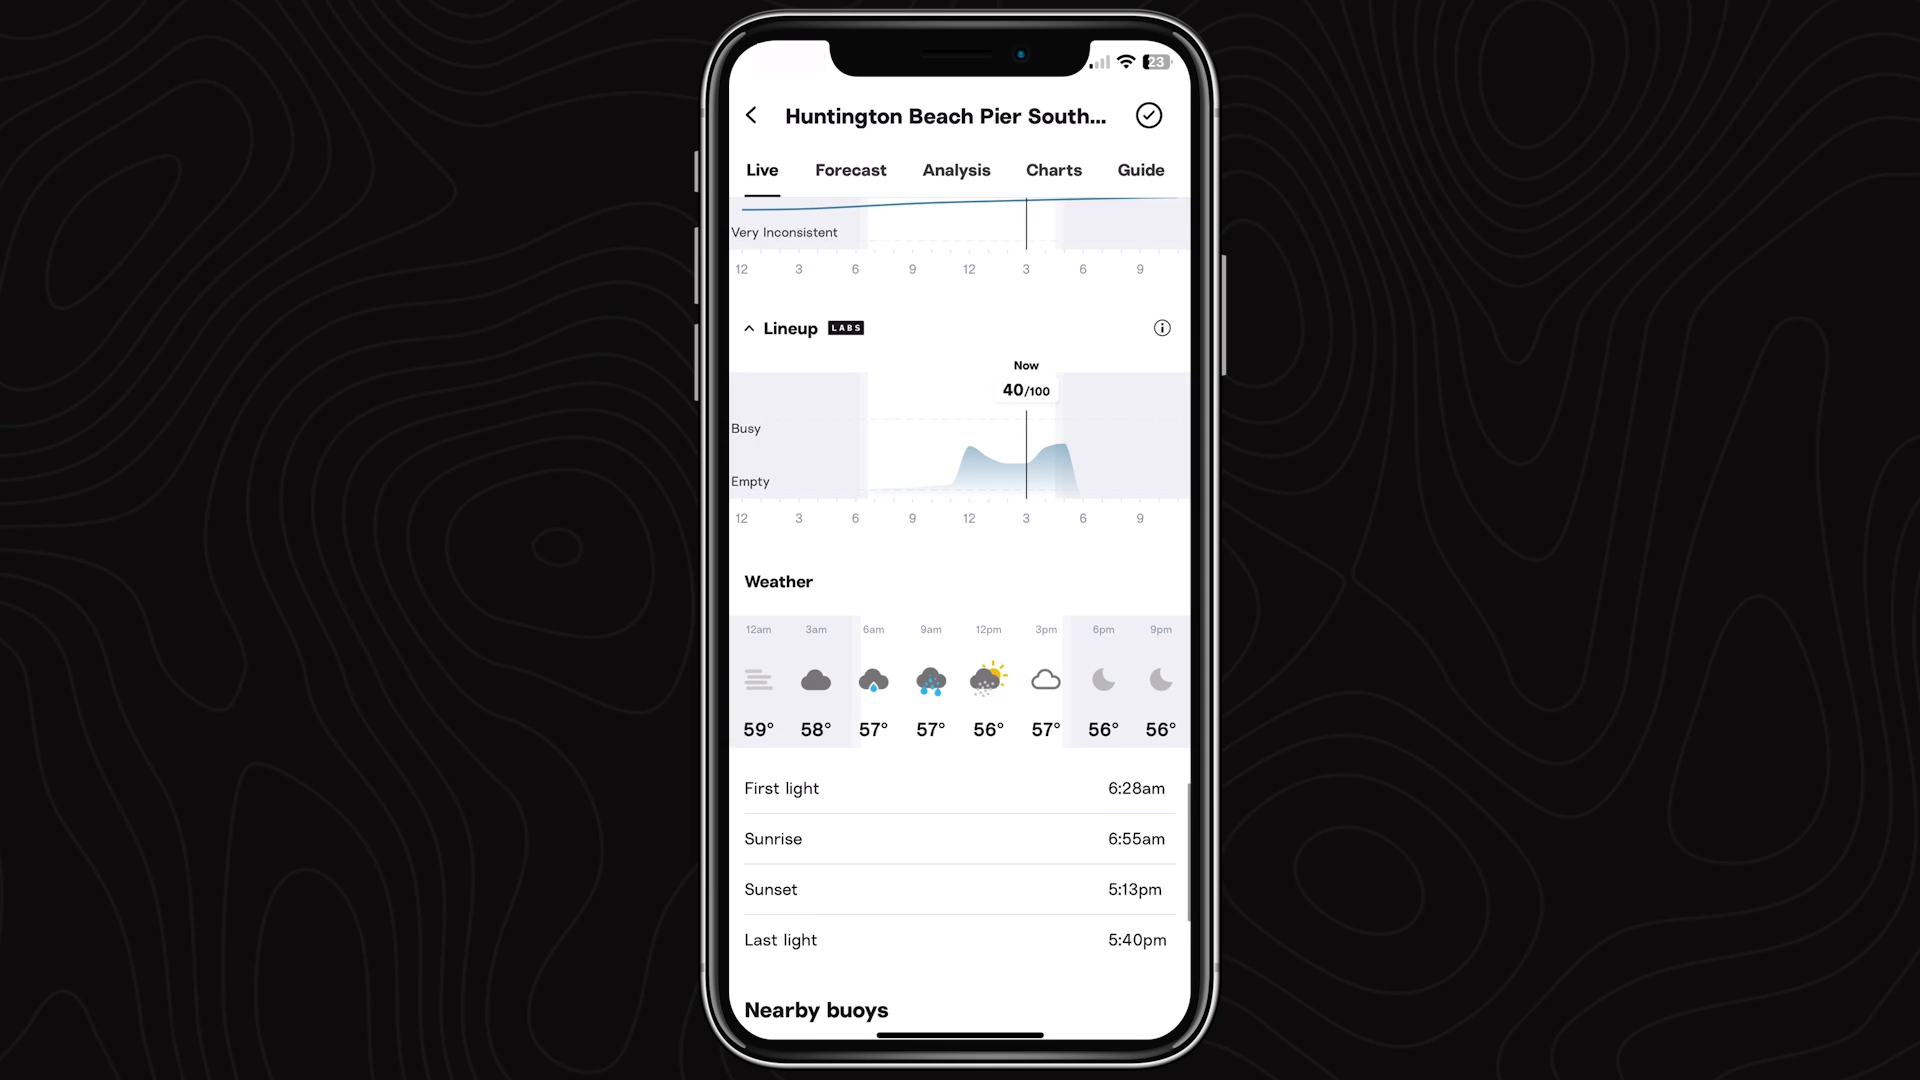 23
Huntington Beach Pier South...
Live Forecast Analysis Charts Guide
Very Inconsistent
12 3 6 9 12 3 6 9
Lineup LABS
Now
40/100
Busy
Empty
12 3 6 9 12 3 6 9
Weather
12am 3am 6am 9am 12pm 3pm 6pm 9pm
59° 58° 57° 57° 56° 57° 56° 56°
First light 6:28am
Sunrise 6:55am
Sunset 5:13pm
Last light 5:40pm
Nearby buoys